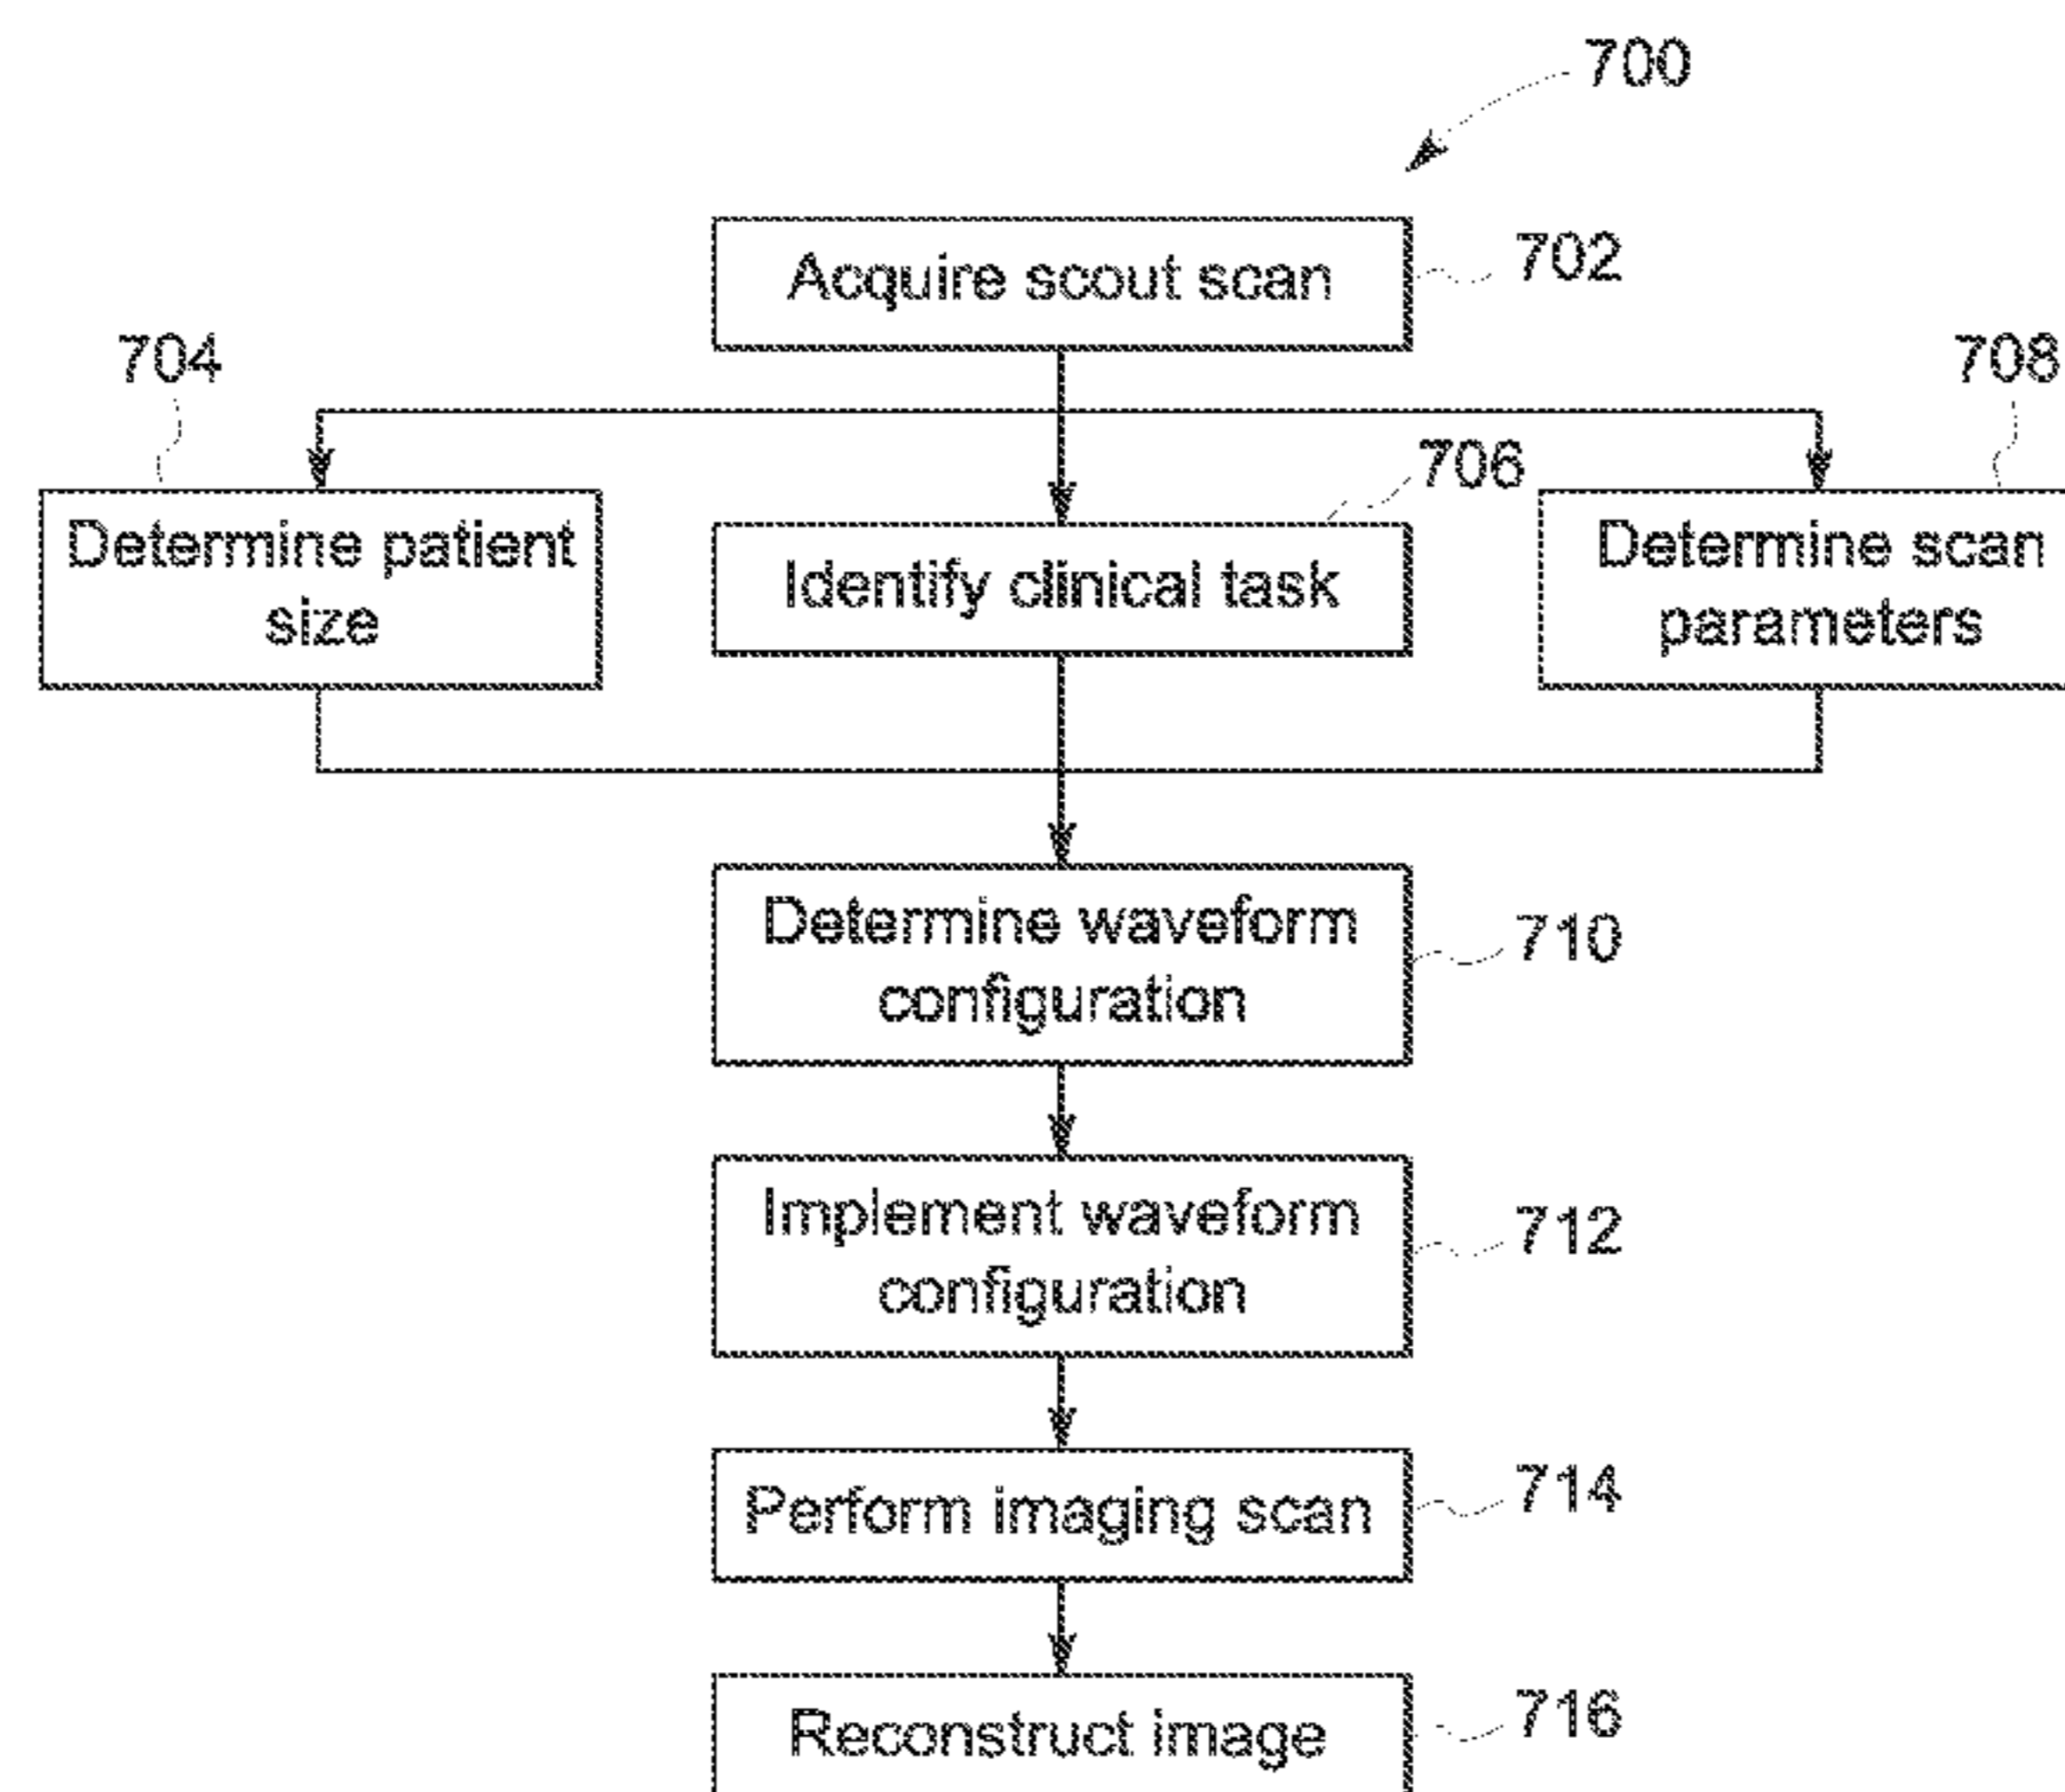 700
Acquire scout scan
702
704
708
706
Determine patient
size
Identify clinical task
Determine scan
parameters
Determine waveform
configuration
710
Implement waveform
configuration
712
Perform imaging scan
714
Reconstruct image
716